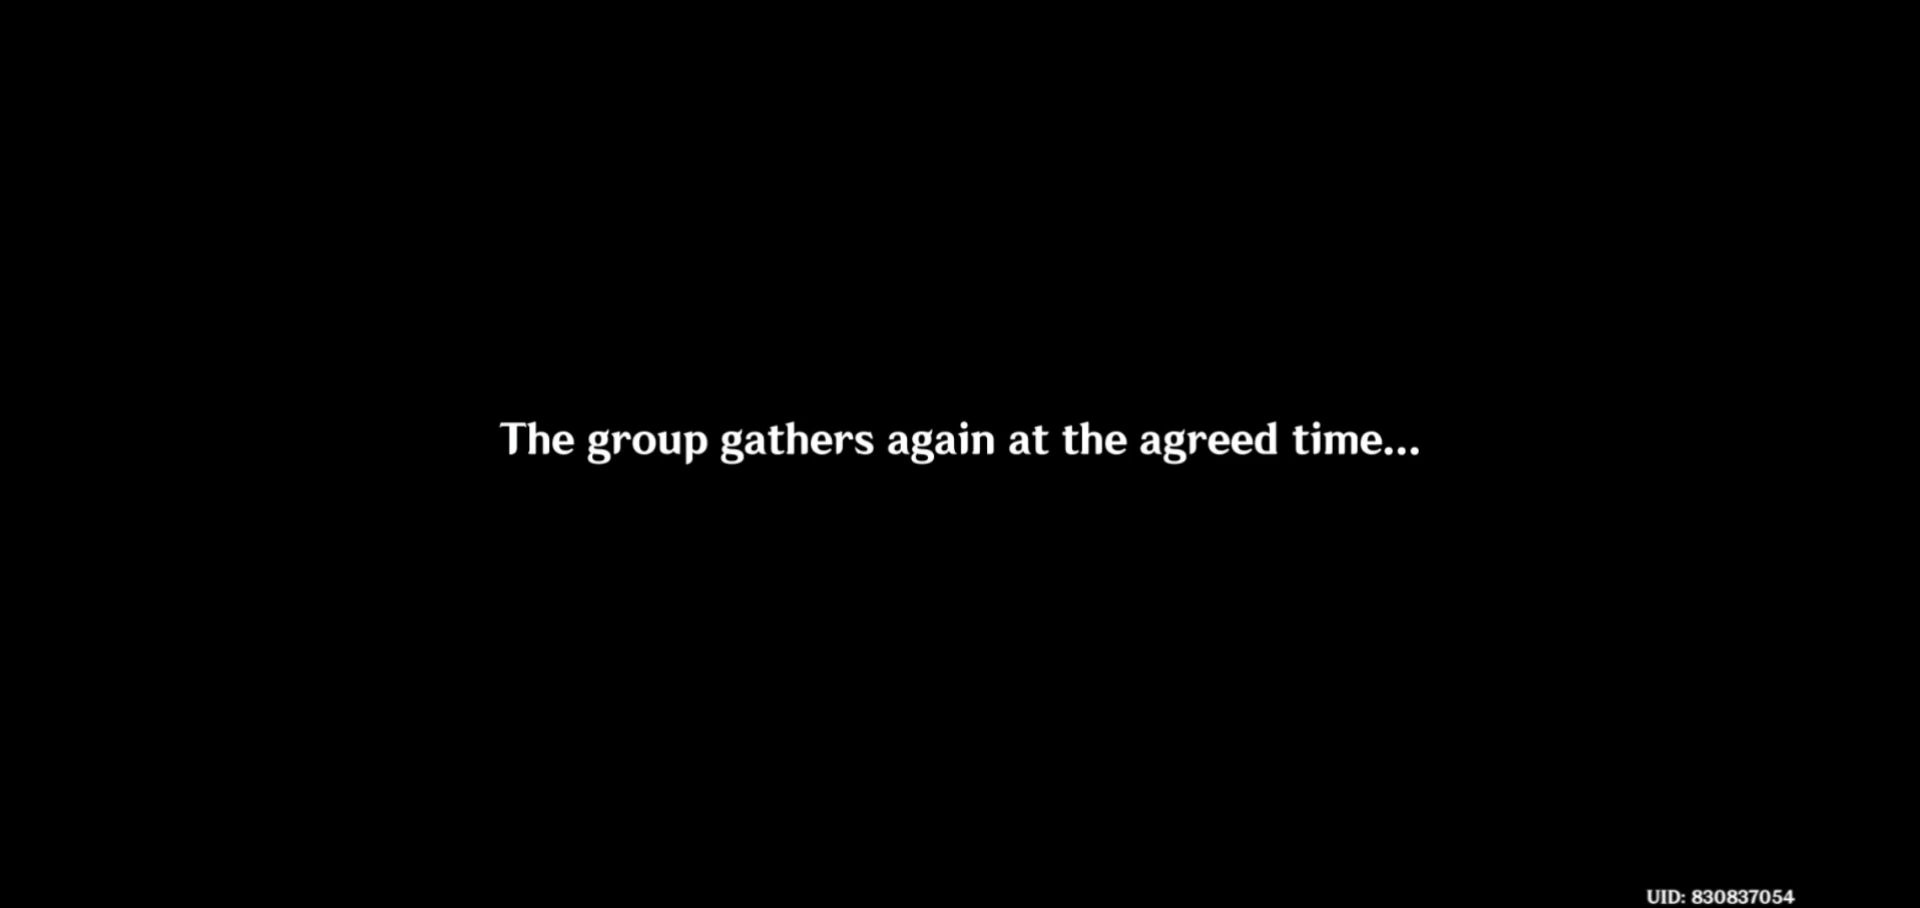 The group gathers again at the agreed time...
UID: 830837054